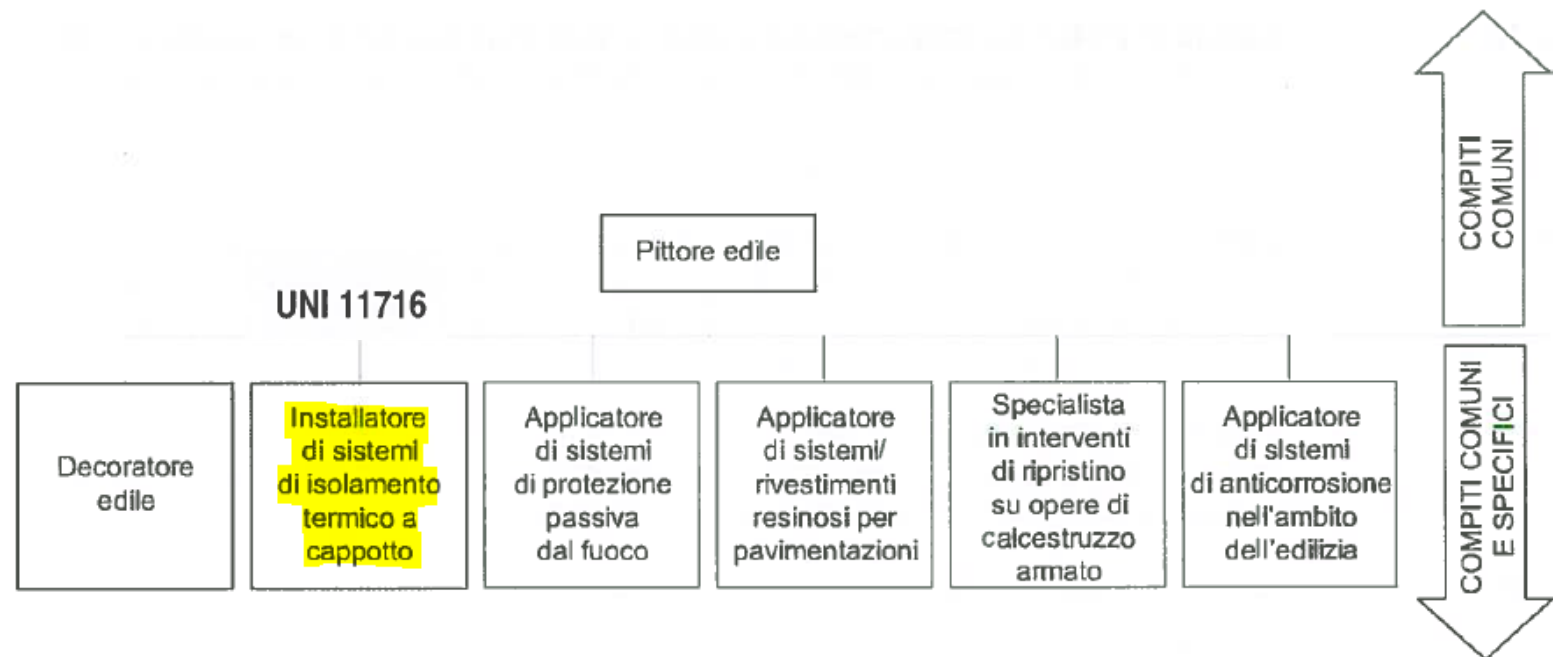 COMPITI
COMUNI
Pittore edile
UNI 11716
Decoratore
edile
Installatore
di sistemi
di isolamento
termico a
cappotto
Applicatore
di sistemi
di protezione
passiva
dal fuoco
Applicatore
di sistemi/
rivestimenti
resinosi per
pavimentazioni
Specialista
in interventi
di ripristino
su opere di
calcestruzzo
armato
Applicatore
di sistemi
di anticorrosione
nell'ambito
dell'edilizia
COMPITI COMUNI
E SPECIFICI